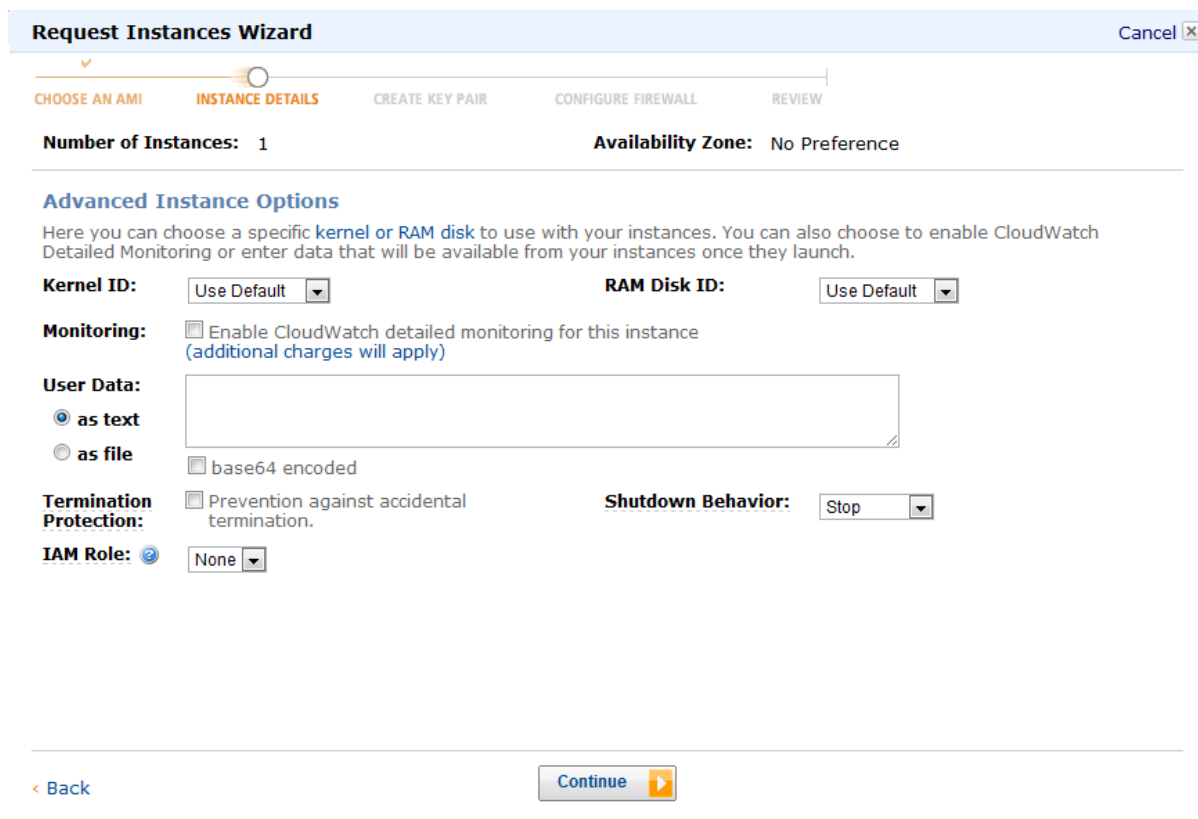 Request Instances Wizard
Cancel
CHOOSE AN AMI INSTANCE DETAILS CREATE KEY PAIR CONFIGURE FIREWALL REVIEW
Number of Instances: 1 Availability Zone: No Preference
Advanced Instance Options
Here you can choose a specific kernel or RAM disk to use with your instances. You can also choose to enable CloudWatch
Detailed Monitoring or enter data that will be available from your instances once they launch.
Kernel ID: Use Default RAM Disk ID: Use Default
Monitoring: Enable CloudWatch detailed monitoring for this instance
(additional charges will apply)
User Data:
as text
as file
base64 encoded
Termination Prevention against accidental Shutdown Behavior: Stop
Protection: termination.
IAM Role: ? None
< Back Continue